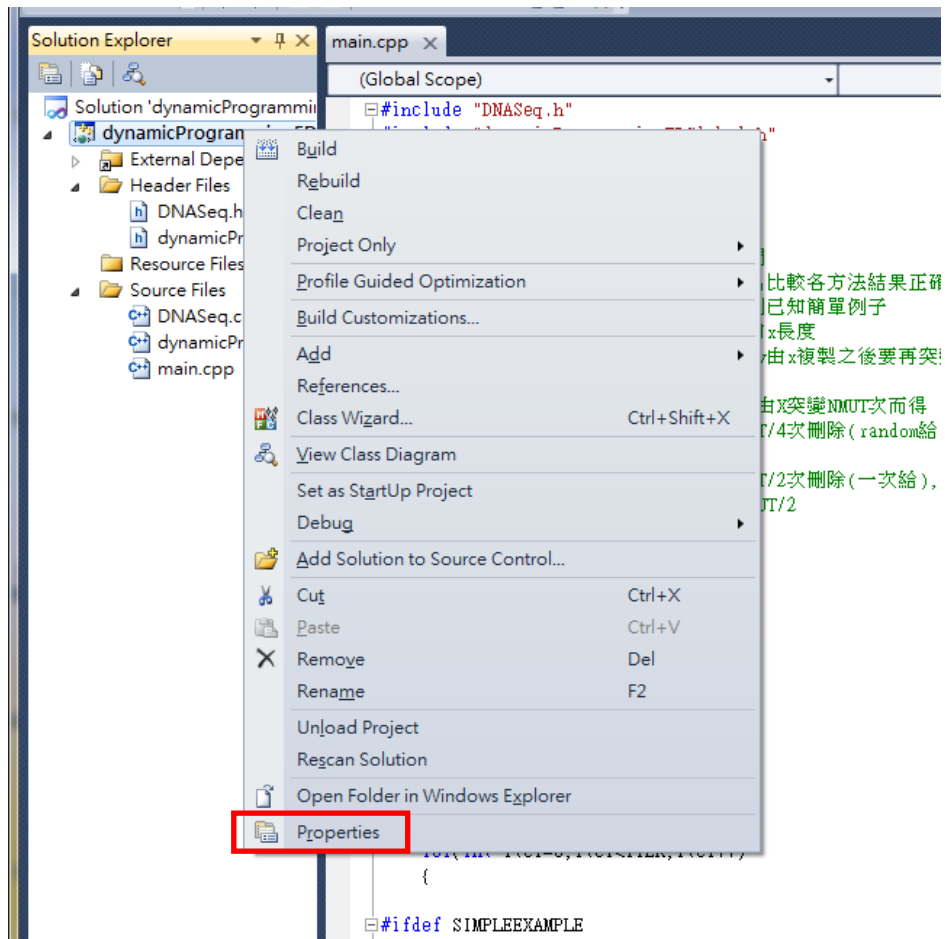 Solution Explorer
main.cpp
(Global Scope)
Solution 'dynamicProgrammin
dynamicProgram
External Depe
Header Files
DNASeq.h
dynamicPr
Resource Files
Source Files
DNASeq.c
dynamicPr
main.cpp
Build
Rebuild
Clean
Project Only
Profile Guided Optimization
Build Customizations...
Add
References...
Class Wizard... Ctrl+Shift+X
View Class Diagram
Set as StartUp Project
Debug
Add Solution to Source Control...
Cut Ctrl+X
Paste Ctrl+V
Remove Del
Rename F2
Unload Project
Rescan Solution
Open Folder in Windows Explorer
Properties
#include "DNASeq.h"
h"
比較各方法結果正確
已知簡單例子
x長度
由x複製之後要再突
由X突變NMUT次而得
T/4次刪除(random給
T/2次刪除(一次給),
UT/2
{
#ifdef SIMPLEEXAMPLE